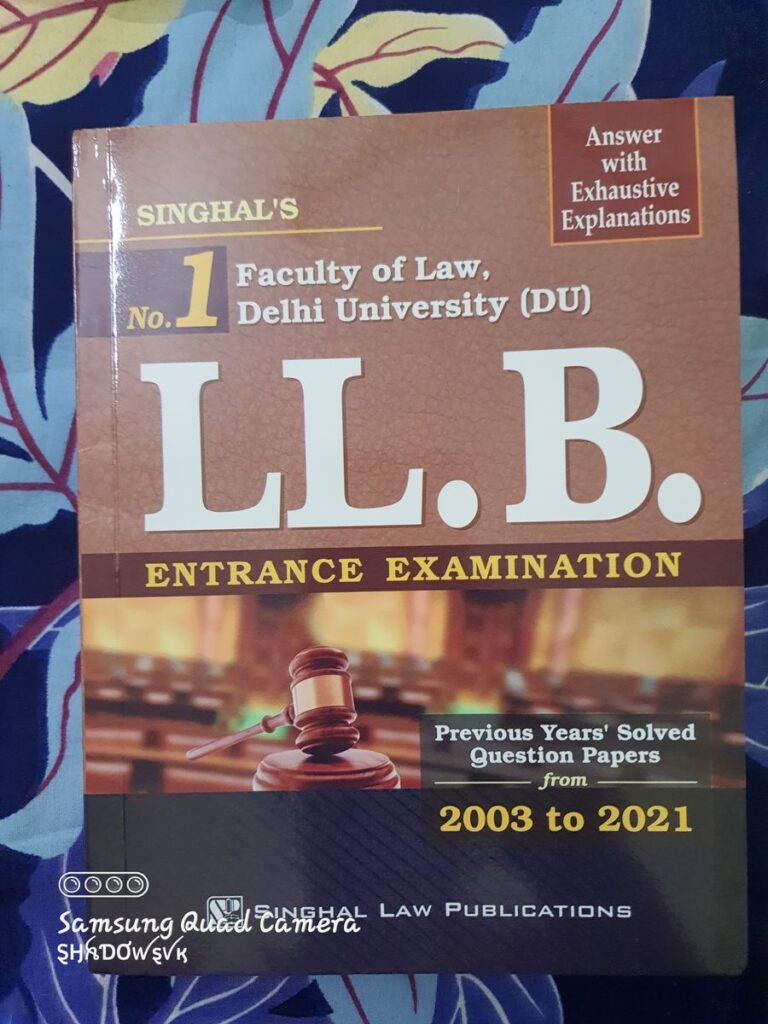 Answer
with
Exhaustive
Explanations
SINGHAL'S
No.1
Faculty of Law,
Delhi University (DU)
LL.B.
ENTRANCE EXAMINATION
Previous Years' Solved
Question Papers
from
2003 to 2021
SINGHAL LAW PUBLICATIONS
Samsung Quad Camera